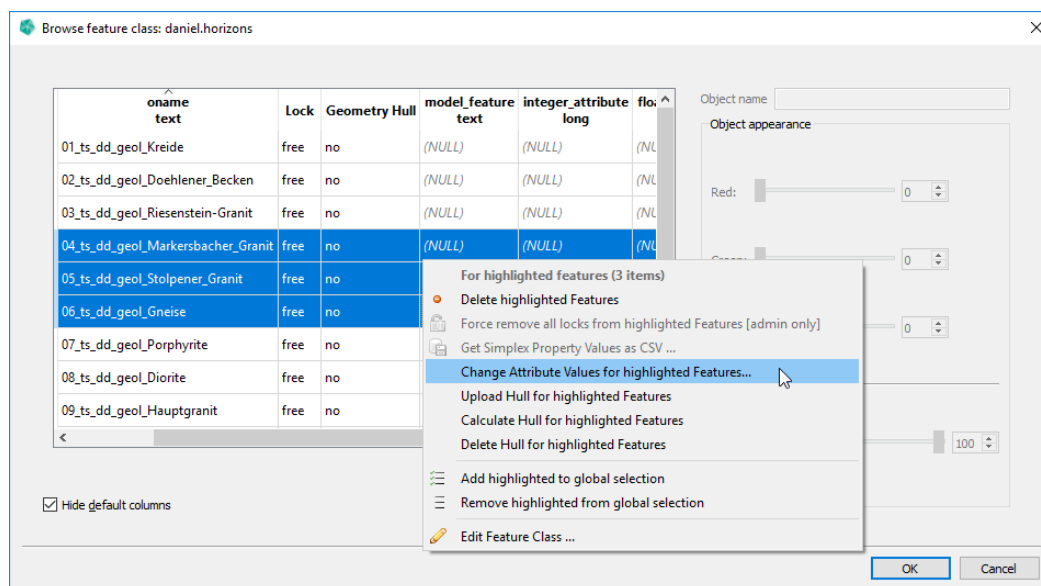 Browse feature class: daniel.horizons
oname text Lock Geometry Hull model_feature text integer_attribute long
01_ts_dd_geol_Kreide free no (NULL) (NULL) (NU
02_ts_dd_geol_Doehlener_Becken free no (NULL) (NULL) (NU
03_ts_dd_geol_Riesenstein-Granit free no (NULL) (NULL) (NU
04_ts_dd_geol_Markersbacher_Granit free no (NULL) (NULL) (NU
05_ts_dd_geol_Stolpener_Granit free no
06_ts_dd_geol_Gneise free no
07_ts_dd_geol_Porphyrite free no
08_ts_dd_geol_Diorite free no
09_ts_dd_geol_Hauptgranit free no
Hide default columns
For highlighted features (3 items)
Delete highlighted Features
Force remove all locks from highlighted Features [admin only]
Get Simplex Property Values as CSV ...
Change Attribute Values for highlighted Features...
Upload Hull for highlighted Features
Calculate Hull for highlighted Features
Delete Hull for highlighted Features
Add highlighted to global selection
Remove highlighted from global selection
Edit Feature Class ...
Object name
Object appearance
Red: 0
0
0
100
OK Cancel